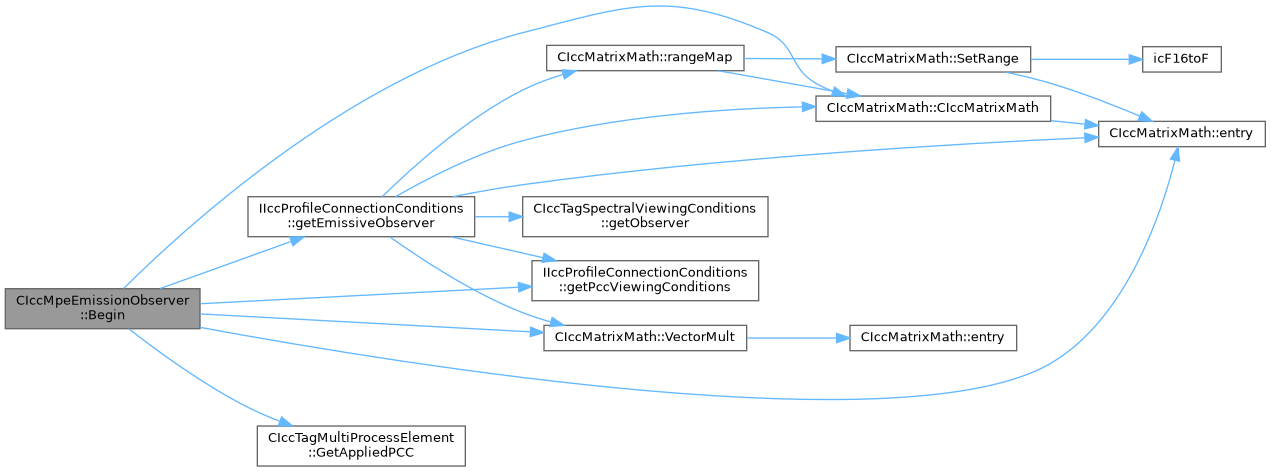 CIccMatrixMath::rangeMap
CIccMatrixMath::SetRange
icF16toF
CIccMatrixMath::CIccMatrixMath
CIccMatrixMath::entry
IIccProfileConnectionConditions
::getEmissiveObserver
CIccTagSpectralViewingConditions
::getObserver
IIccProfileConnectionConditions
::getPccViewingConditions
CIccMpeEmissionObserver
::Begin
CIccMatrixMath::VectorMult
CIccMatrixMath::entry
CIccTagMultiProcessElement
::GetAppliedPCC